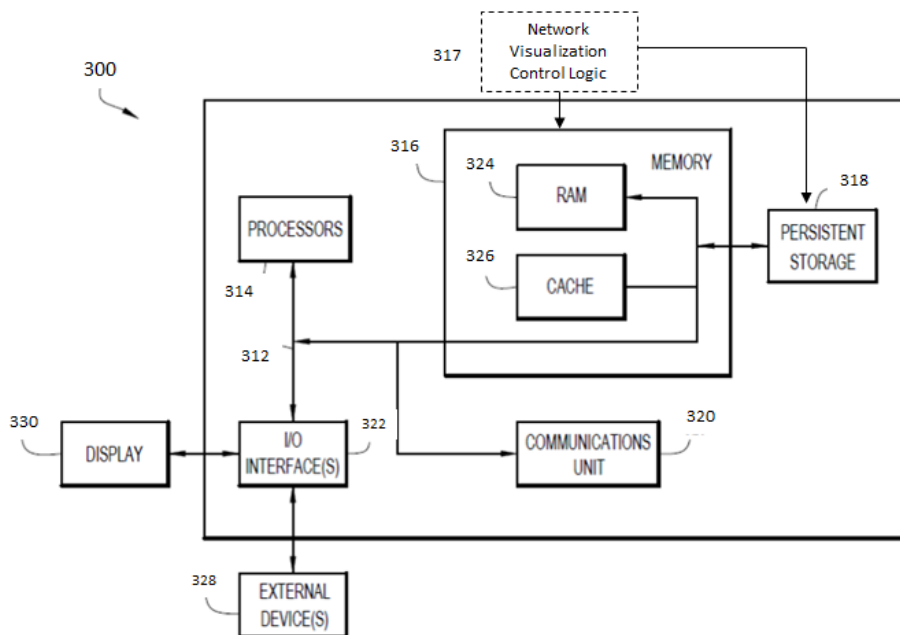 Network
Visualization
Control Logic
317
300
316
324
MEMORY
RAM
318
PERSISTENT
STORAGE
PROCESSORS
314
326
CACHE
312
330
DISPLAY
I/O
INTERFACE(S)
322
COMMUNICATIONS
UNIT
320
328
EXTERNAL
DEVICE(S)